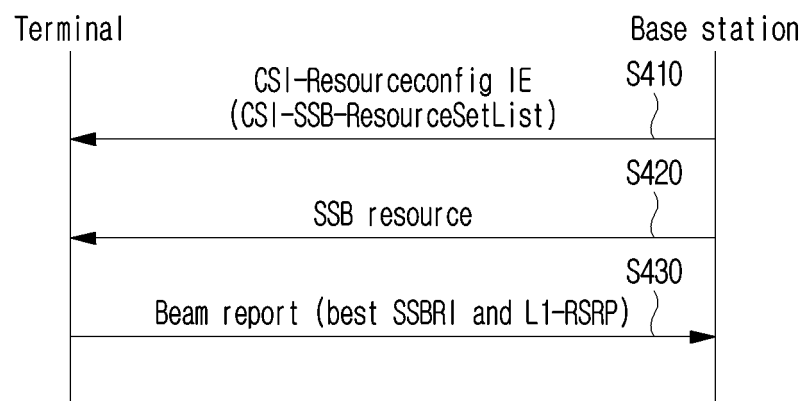 Terminal
Base station
CSI-Resourceconfig IE
(CSI-SSB-ResourceSetList)
S410
S420
SSB resource
S430
Beam report (best SSBRI and L1-RSRP)